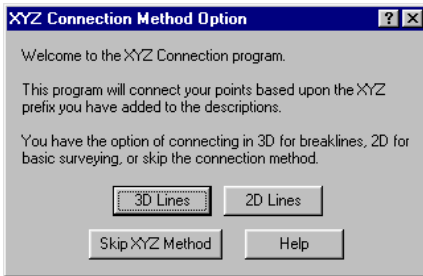 XYZ Connection Method Option
Welcome to the XYZ Connection program.
This program will connect your points based upon the XYZ
prefix you have added to the descriptions.
You have the option of connecting in 3D for breaklines, 2D for
basic surveying, or skip the connection method.
3D Lines
2D Lines
Skip XYZ Method
Help